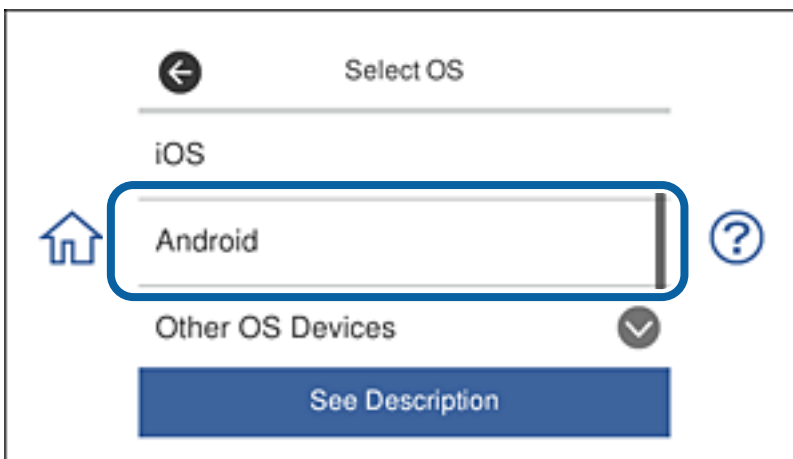 Select OS
iOS
Android
Other OS Devices
See Description